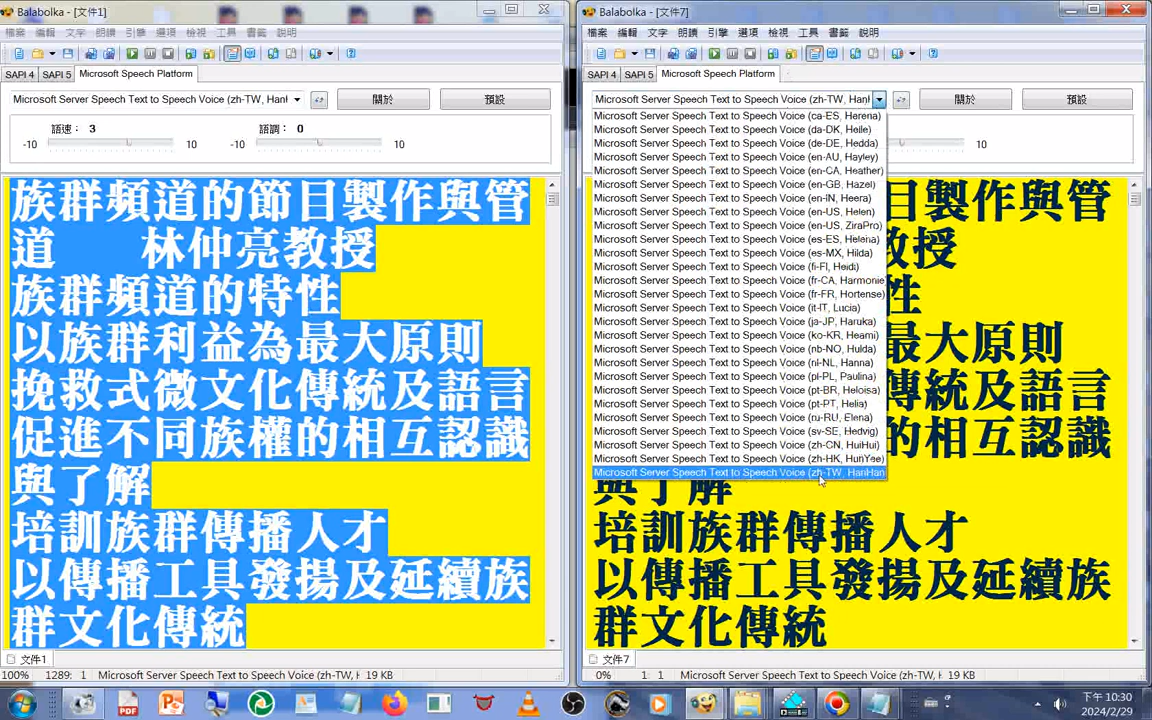 Balabolka - [文件1]
檔案 編輯 文字 朗讀 引擎 選項 檢視 工具 書籤 說明
SAPI 4 SAPI 5 Microsoft Speech Platform
Microsoft Server Speech Text to Speech Voice (zh-TW, Han 關於 預設
語速： 3 語調： 0
-10 10 -10 10
族群頻道的節目製作與管
道 林仲亮教授
族群頻道的特性
以族群利益為最大原則
挽救式微文化傳統及語言
促進不同族權的相互認識
與了解
培訓族群傳播人才
以傳播工具發揚及延續族
群文化傳統
文件1
100% 1289: 1 Microsoft Server Speech Text to Speech Voice (zh-TW, 19 KB
Balabolka - [文件7]
檔案 編輯 文字 朗讀 引擎 選項 檢視 工具 書籤 說明
SAPI 4 SAPI 5 Microsoft Speech Platform
Microsoft Server Speech Text to Speech Voice (zh-TW, Han 關於 預設
Microsoft Server Speech Text to Speech Voice (ca-ES, Herena)
Microsoft Server Speech Text to Speech Voice (da-DK, Helle)
Microsoft Server Speech Text to Speech Voice (de-DE, Hedda)
Microsoft Server Speech Text to Speech Voice (en-AU, Hayley)
Microsoft Server Speech Text to Speech Voice (en-CA, Heather)
Microsoft Server Speech Text to Speech Voice (en-GB, Hazel)
Microsoft Server Speech Text to Speech Voice (en-IN, Heera)
Microsoft Server Speech Text to Speech Voice (en-US, Helen)
Microsoft Server Speech Text to Speech Voice (en-US, ZiraPro)
Microsoft Server Speech Text to Speech Voice (es-ES, Helena)
Microsoft Server Speech Text to Speech Voice (es-MX, Hilda)
Microsoft Server Speech Text to Speech Voice (fi-FI, Heidi)
Microsoft Server Speech Text to Speech Voice (fr-CA, Harmonie
Microsoft Server Speech Text to Speech Voice (fr-FR, Hortense)
Microsoft Server Speech Text to Speech Voice (it-IT, Lucia)
Microsoft Server Speech Text to Speech Voice (ja-JP, Haruka)
Microsoft Server Speech Text to Speech Voice (ko-KR, Heami)
Microsoft Server Speech Text to Speech Voice (nb-NO, Hulda)
Microsoft Server Speech Text to Speech Voice (nl-NL, Hanna)
Microsoft Server Speech Text to Speech Voice (pl-PL, Paulina)
Microsoft Server Speech Text to Speech Voice (pt-BR, Heloisa)
Microsoft Server Speech Text to Speech Voice (pt-PT, Helia)
Microsoft Server Speech Text to Speech Voice (ru-RU, Elena)
Microsoft Server Speech Text to Speech Voice (sv-SE, Hedvig)
Microsoft Server Speech Text to Speech Voice (zh-CN, HuiHui)
Microsoft Server Speech Text to Speech Voice (zh-HK, HunYee)
Microsoft Server Speech Text to Speech Voice (zh-TW, HanHan
10
目製作與管
教授
性
最大原則
傳統及語言
的相互認識
與了解
培訓族群傳播人才
以傳播工具發揚及延續族
群文化傳統
文件7
0% 1: 1 Microsoft Server Speech Text to Speech Voice (zh-TW, 19 KB
下午 10:30
2024/2/29